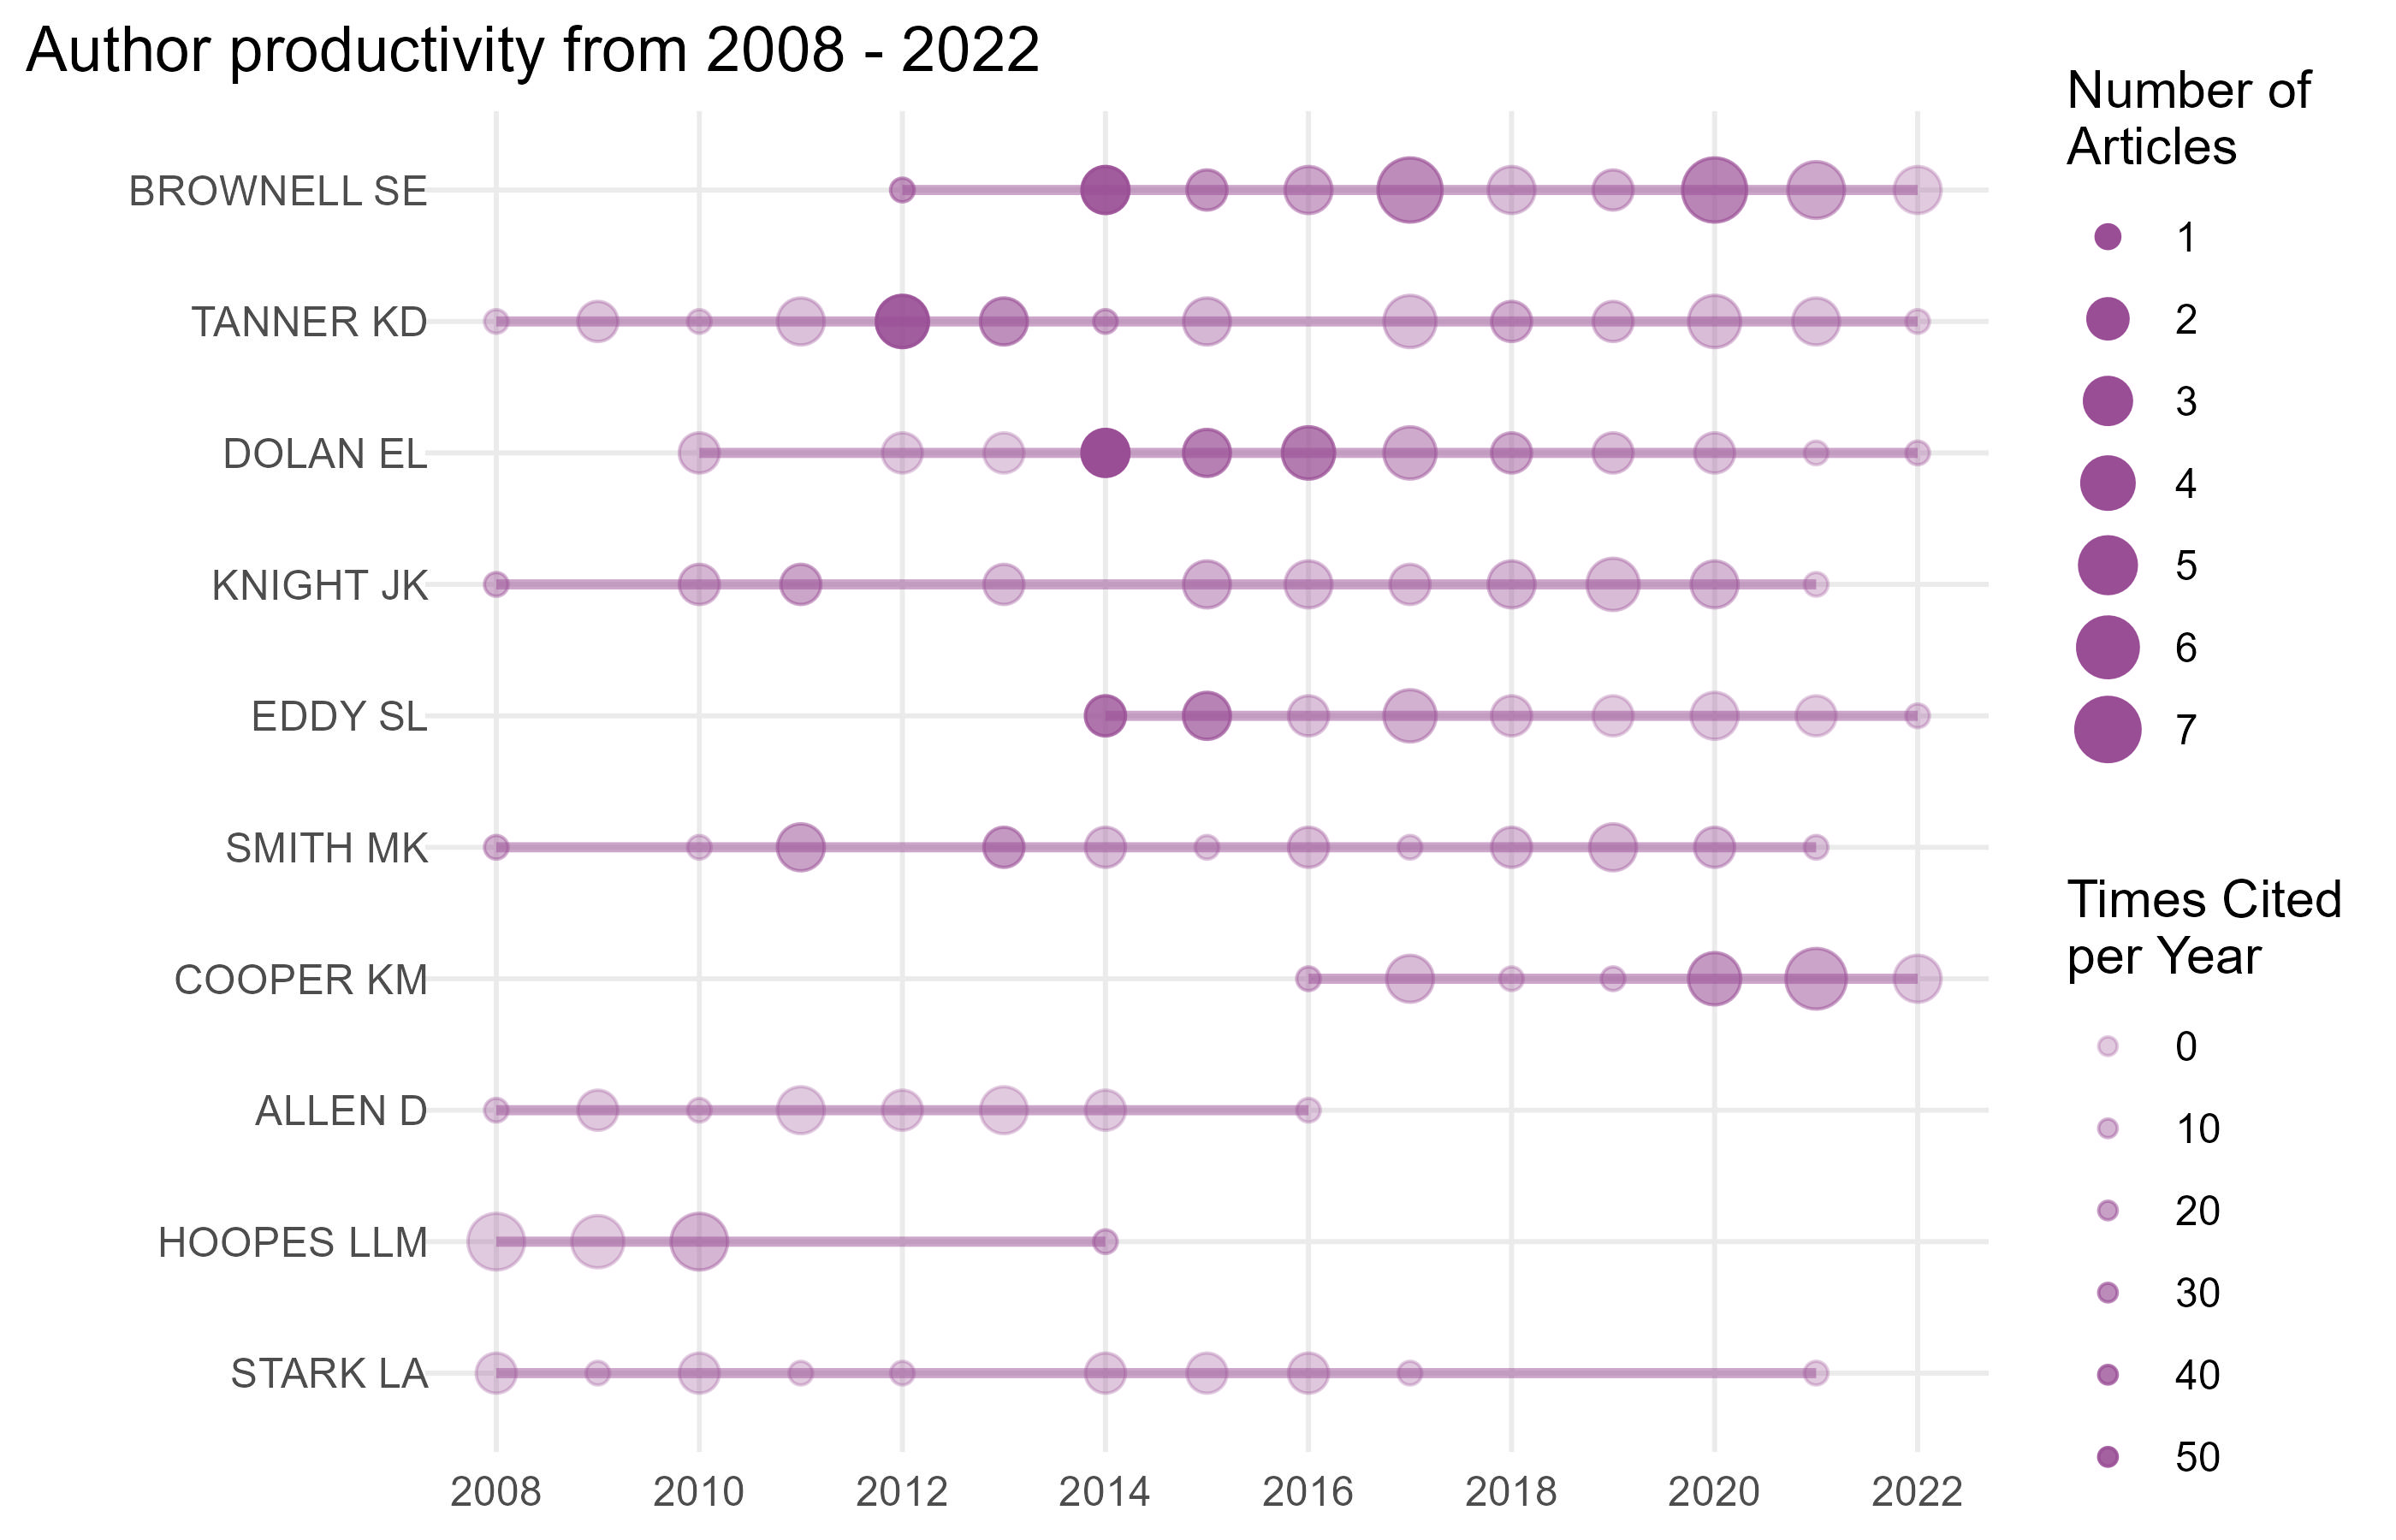 Author productivity from 2008 - 2022
BROWNELL SE
TANNER KD
DOLAN EL
KNIGHT JK
EDDY SL
SMITH MK
COOPER KM
ALLEN D
HOOPES LLM
STARK LA
2008 2010 2012 2014 2016 2018 2020 2022
Number of
Articles
1
2
3
4
5
6
7
Times Cited
per Year
0
10
20
30
40
50